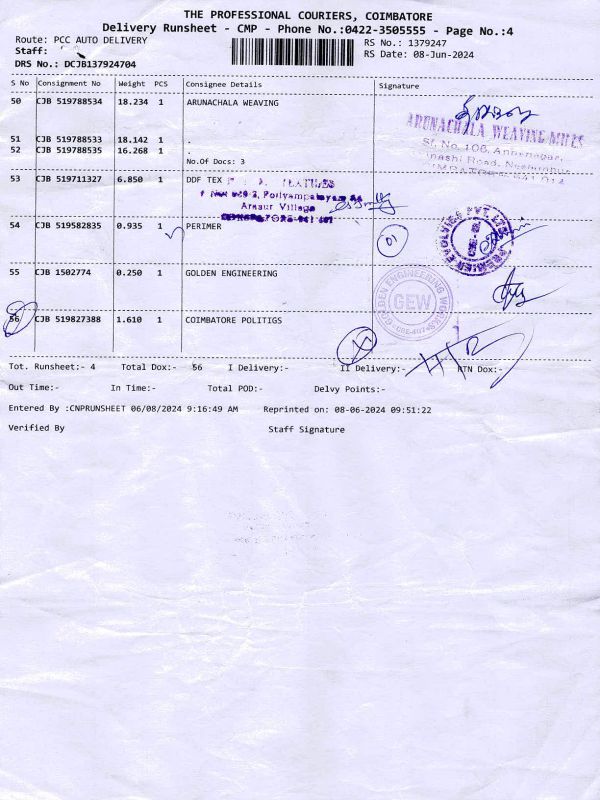 THE PROFESSIONAL COURIERS, COIMBATORE
Delivery Runsheet - CMP - Phone No.:0422-3505555 - Page No.:4
Route: PCC AUTO DELIVERY RS No.: 1379247
Staff: RS Date: 08-Jun-2024
DRS No.: DCJB137924704
S No Consignment No Weight PCS Consignee Details Signature
50 CJB 519788534 18.234 1 ARUNACHALA WEAVING
ARUNACHALA WEAVING MILLS
51 CJB 519788533 18.142 1 .
52 CJB 519788535 16.268 1 .
No.Of Docs: 3
53 CJB 519711327 6.850 1 DDF TEX
Arasur Village
54 CJB 519582835 0.935 1 PERIMER
01
55 CJB 1502774 0.250 1 GOLDEN ENGINEERING
GOLDEN ENGINEERING WORKS
GEW
56 CJB 519827388 1.610 1 COIMBATORE POLITIGS
Tot. Runsheet:- 4 Total Dox:- 56 I Delivery:- II Delivery:- RTN Dox:-
Out Time:- In Time:- Total POD:- Delvy Points:-
Entered By :CNPRUNSHEET 06/08/2024 9:16:49 AM Reprinted on: 08-06-2024 09:51:22
Verified By Staff Signature